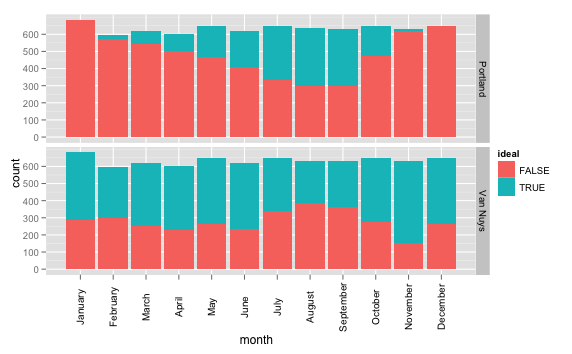 600
500
400
300
200
100
0
Portland
600
500
400
300
200
100
0
Van Nuys
count
January
February
March
April
May
June
July
August
September
October
November
December
month
ideal
FALSE
TRUE